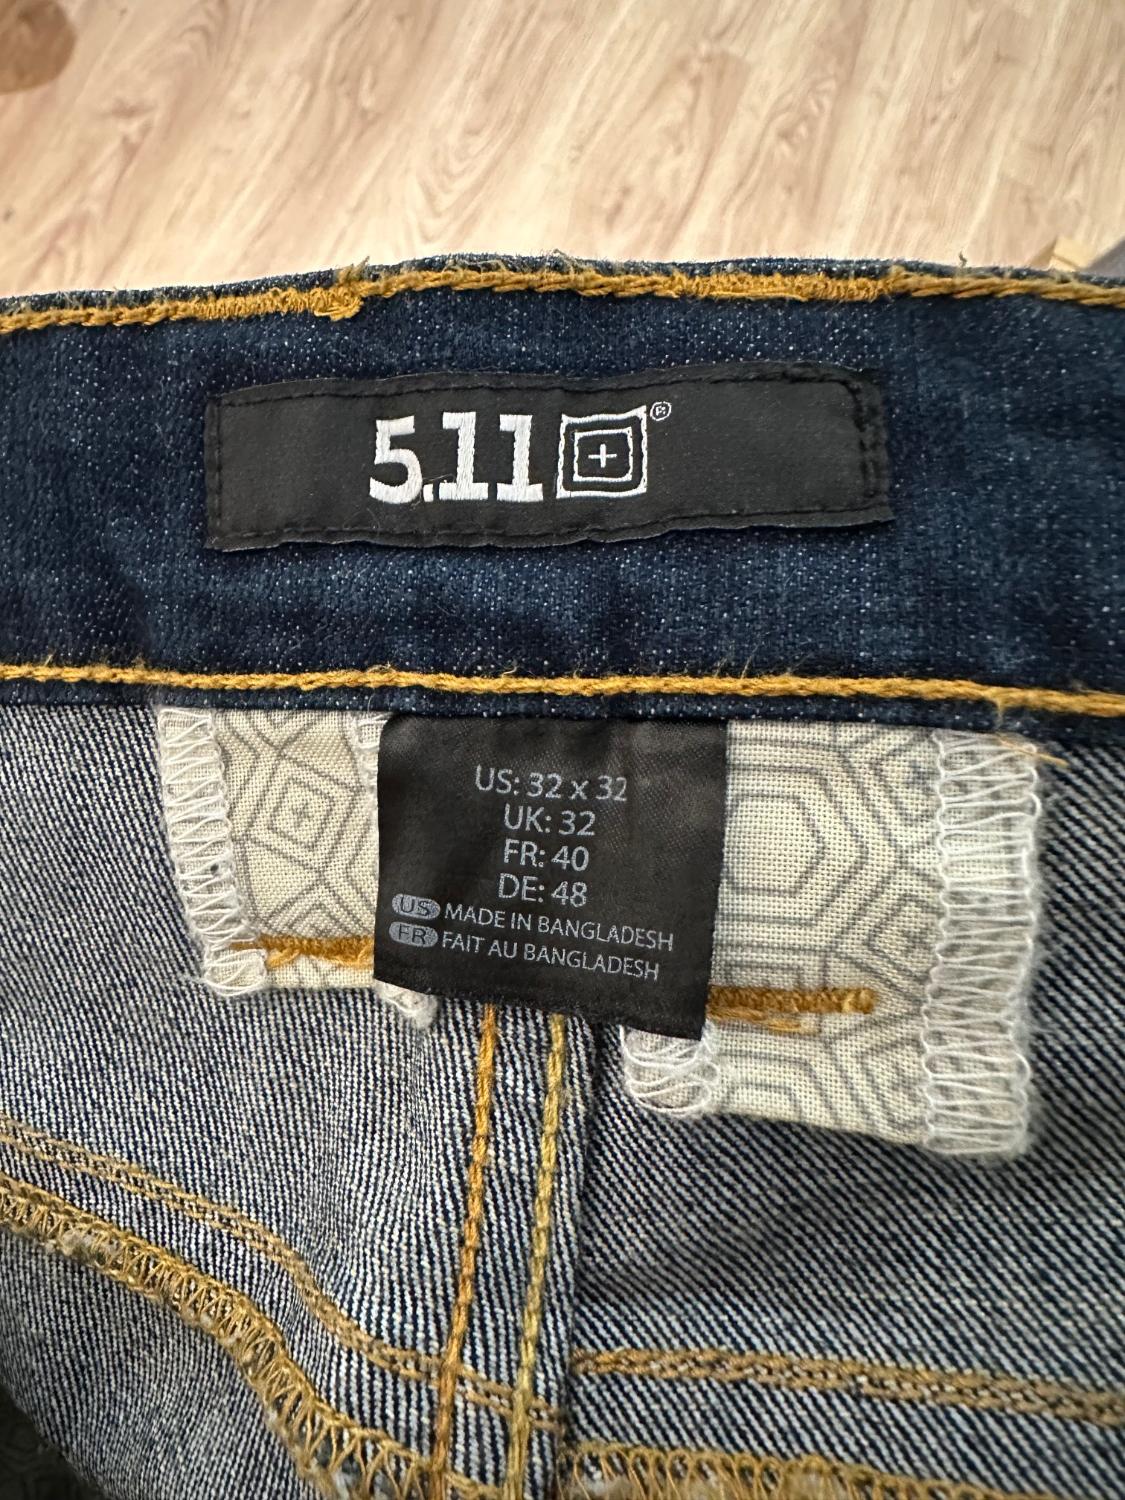 5.11®
US: 32 x 32
UK: 32
FR: 40
DE: 48
US MADE IN BANGLADESH
FR FAIT AU BANGLADESH